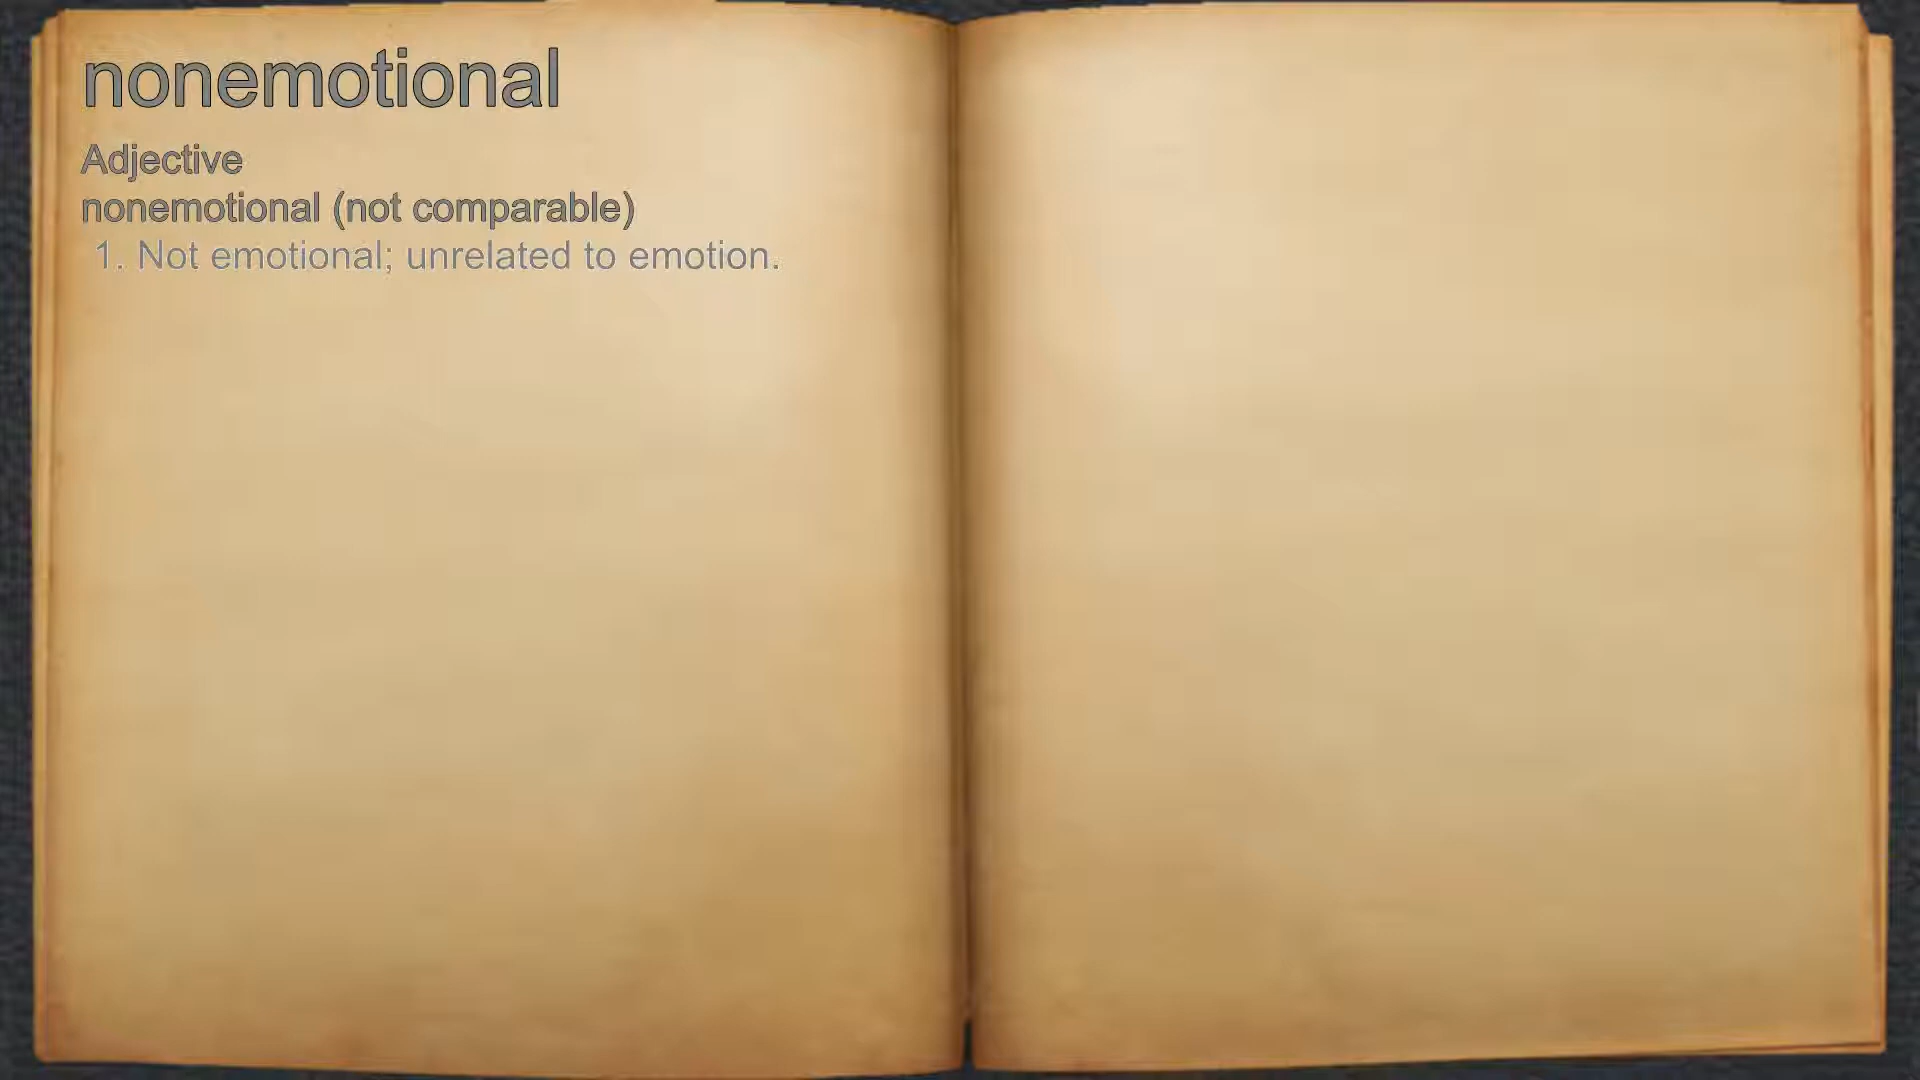 nonemotional
Adjective
nonemotional (not comparable)
1. Not emotional; unrelated to emotion.